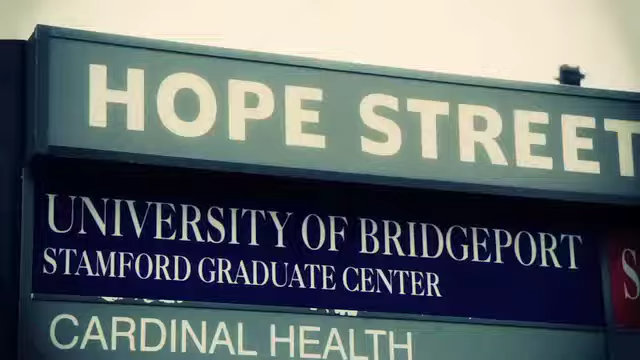 HOPE STREET
UNIVERSITY OF BRIDGEPORT
STAMFORD GRADUATE CENTER
S
CARDINAL HEALTH